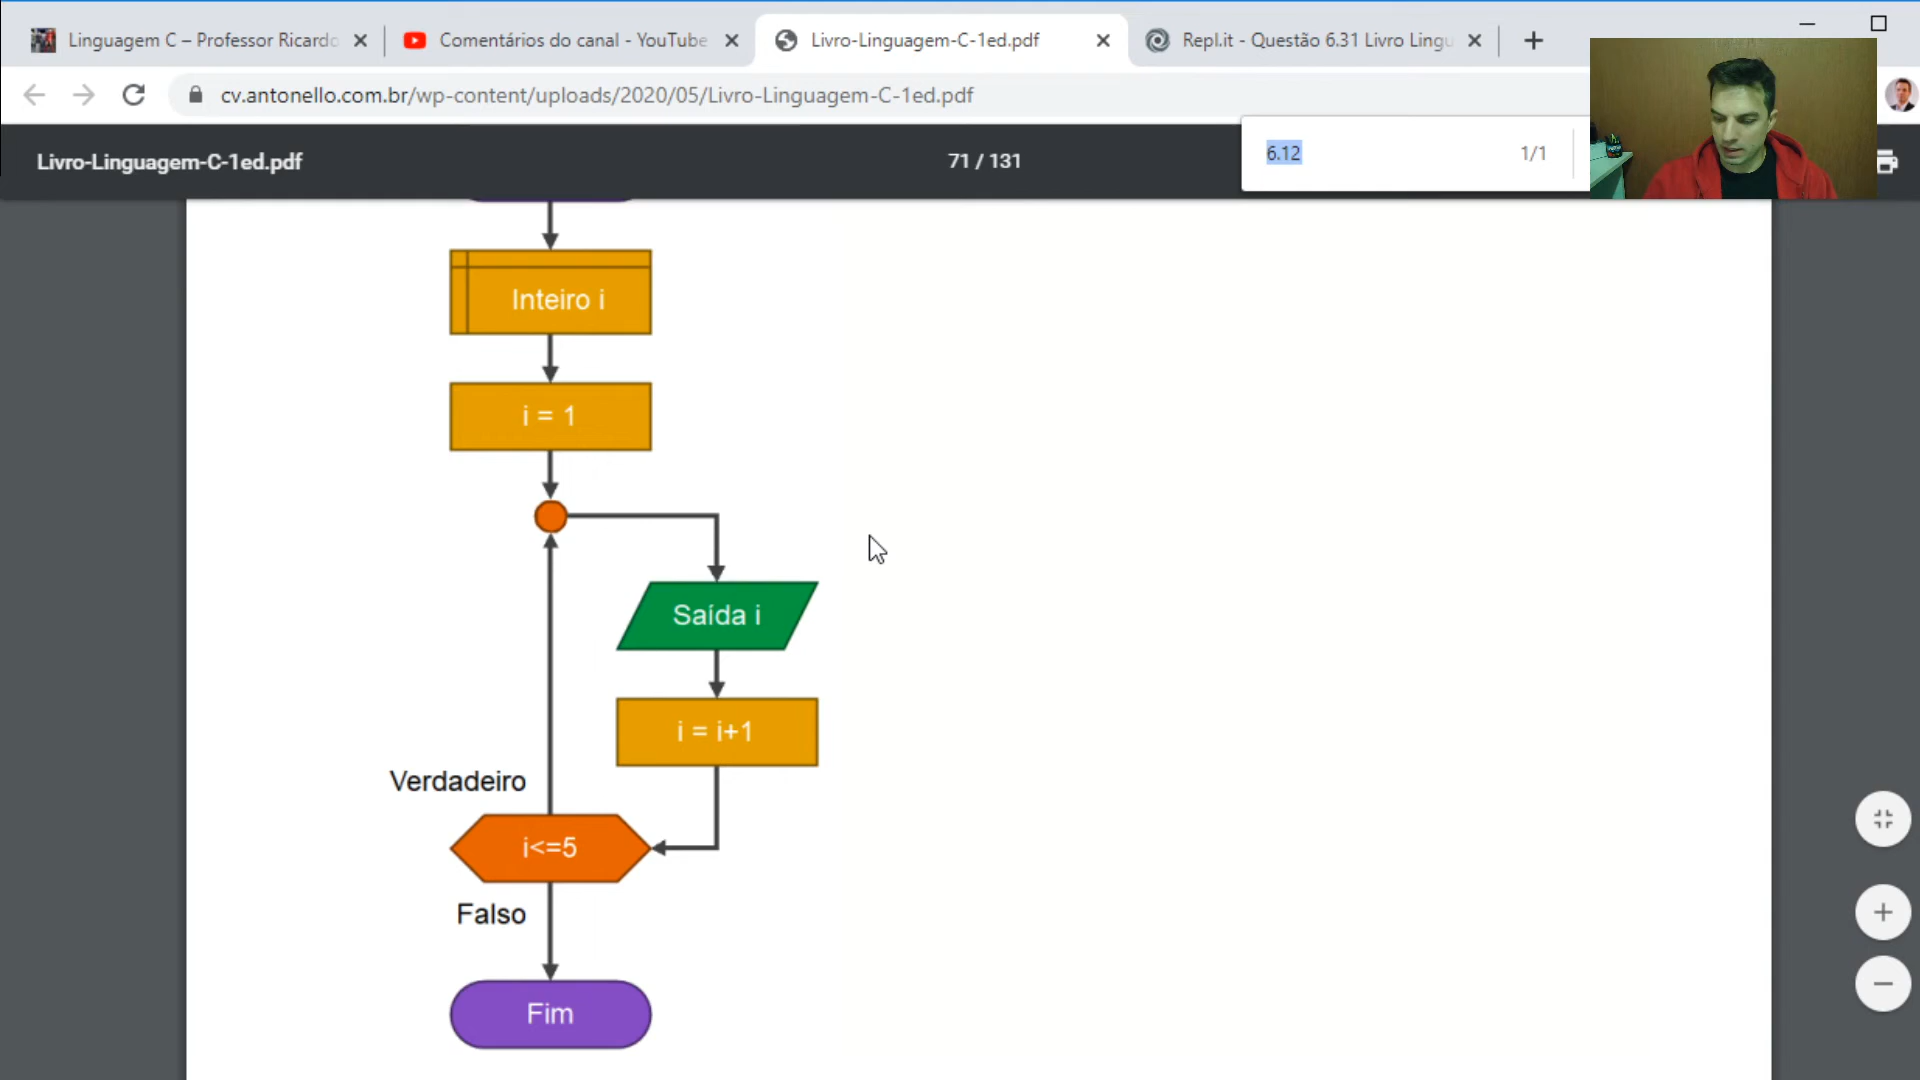 Linguagem C – Professor Ricardo
Comentários do canal - YouTube
Livro-Linguagem-C-1ed.pdf
Repl.it - Questão 6.31 Livro Lingu
cv.antonello.com.br/wp-content/uploads/2020/05/Livro-Linguagem-C-1ed.pdf
Livro-Linguagem-C-1ed.pdf
71 / 131
6.12
1/1
Inteiro i
i = 1
Saída i
i = i+1
Verdadeiro
i<=5
Falso
Fim